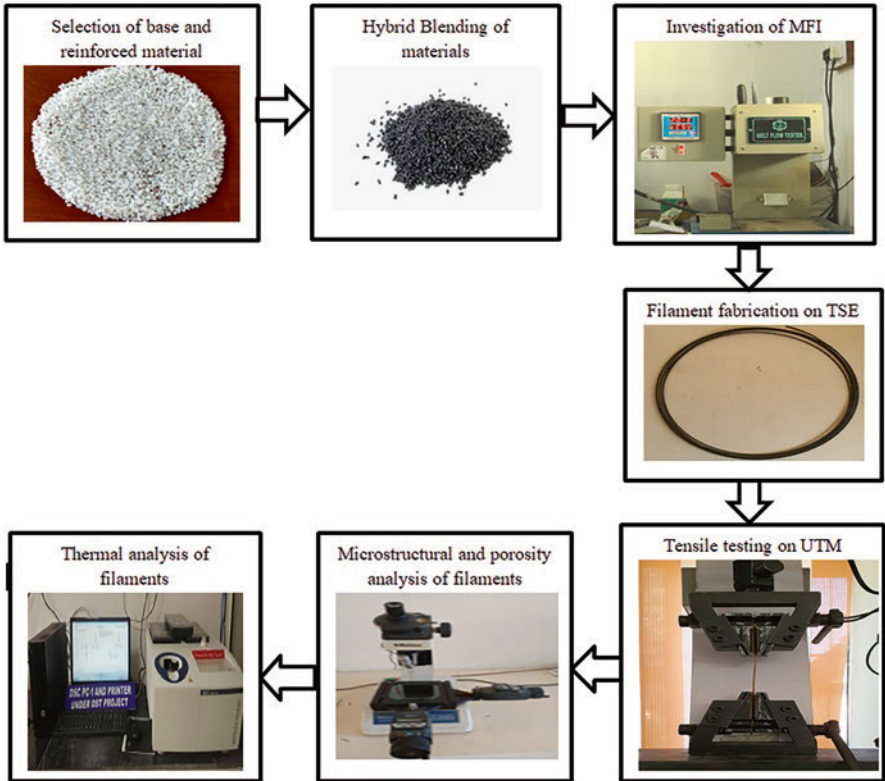 Selection of base and
reinforced material
Hybrid Blending of
materials
Investigation of MFI
MELT FLOW TESTER
Filament fabrication on TSE
Tensile testing on UTM
Microstructural and porosity
analysis of filaments
Thermal analysis of
filaments
DSC PC-1 AND PRINTER
UNDER DST PROJECT